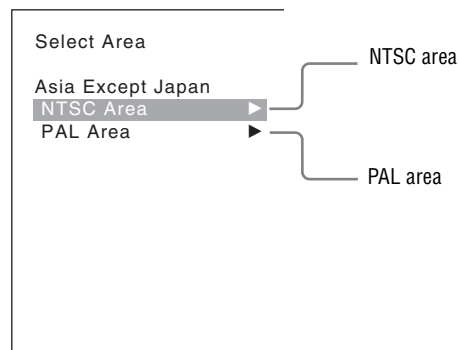 Select Area
NTSC area
Asia Except Japan
NTSC Area ▶
PAL Area ▶
PAL area